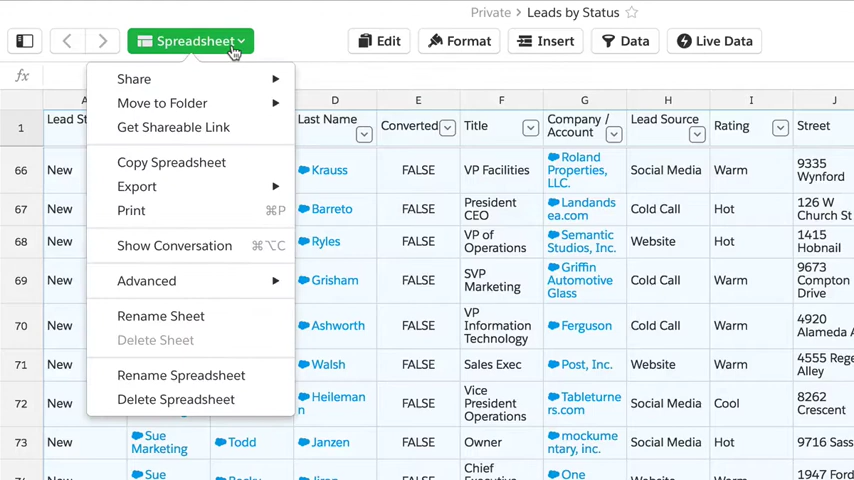 Private > Leads by Status
Spreadsheet
Edit
Format
Insert
Data
Live Data
fx
Share
Move to Folder
Get Shareable Link
Copy Spreadsheet
Export
Print ⌘P
Show Conversation ⌘⌥C
Advanced
Rename Sheet
Delete Sheet
Rename Spreadsheet
Delete Spreadsheet
A D E F G H I J
1 Lead St Last Name Converted Title Company / Account Lead Source Rating Street
66 New Krauss FALSE VP Facilities Roland Properties, LLC. Social Media Warm 9335 Wynford
67 New Barreto FALSE President CEO Landandsea.com Cold Call Hot 126 W Church St
68 New Ryles FALSE VP of Operations Semantic Studios, Inc. Website Hot 1415 Hobnail
69 New Grisham FALSE SVP Marketing Griffin Automotive Glass Cold Call Warm 9673 Compton Drive
70 New Ashworth FALSE VP Information Technology Ferguson Cold Call Warm 4920 Alameda A
71 New Walsh FALSE Sales Exec Post, Inc. Website Warm 4555 Rege Alley
72 New Heilemann FALSE Vice President Operations Tableturners.com Social Media Cool 8262 Crescent
73 New Sue Marketing Todd Janzen FALSE Owner mockumentary, inc. Social Media Hot 9716 Sass
Sue Chief One 1947 Ford